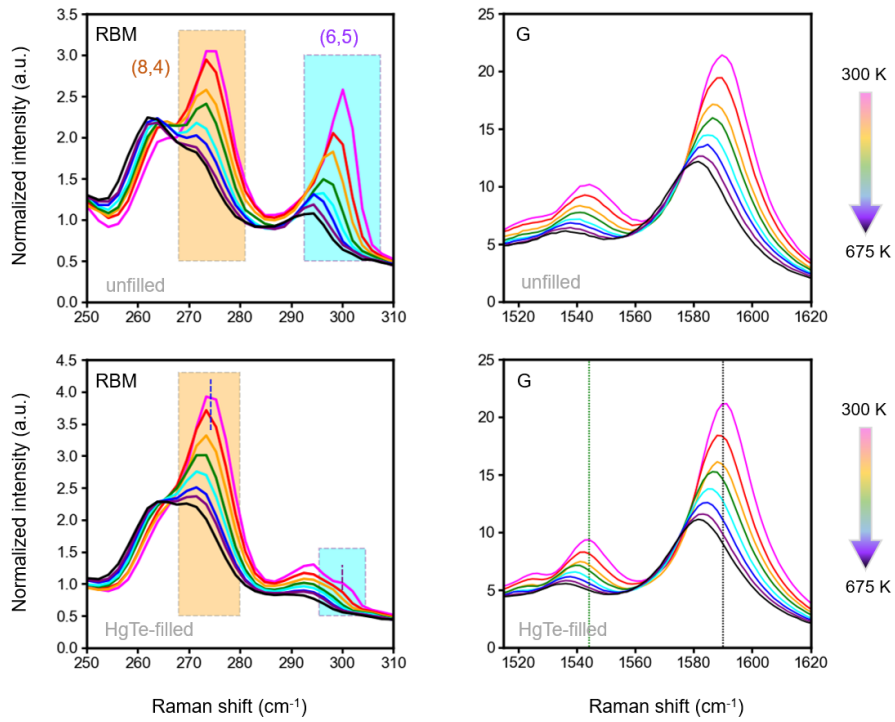 RBM
(6,5)
(8,4)
unfilled
Normalized intensity (a.u.)
3.5
3.0
2.5
2.0
1.5
1.0
0.5
0.0
250 260 270 280 290 300 310
G
unfilled
25
20
15
10
5
0
1520 1540 1560 1580 1600 1620
300 K
675 K
RBM
HgTe-filled
Normalized intensity (a.u.)
4.5
4.0
3.5
3.0
2.5
2.0
1.5
1.0
0.5
0.0
250 260 270 280 290 300 310
Raman shift (cm⁻¹)
G
HgTe-filled
25
20
15
10
5
0
1520 1540 1560 1580 1600 1620
Raman shift (cm⁻¹)
300 K
675 K